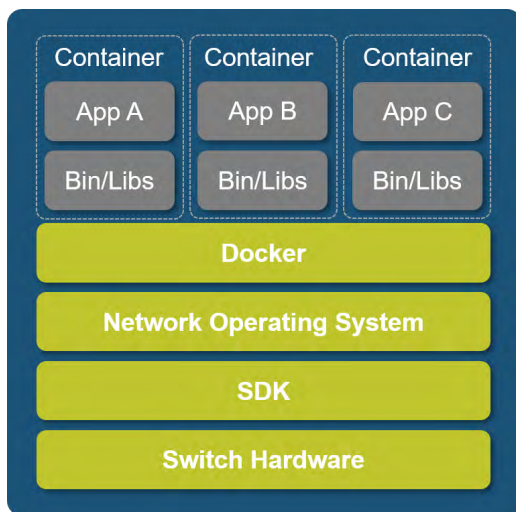 Container Container Container
App A App B App C
Bin/Libs Bin/Libs Bin/Libs
Docker
Network Operating System
SDK
Switch Hardware